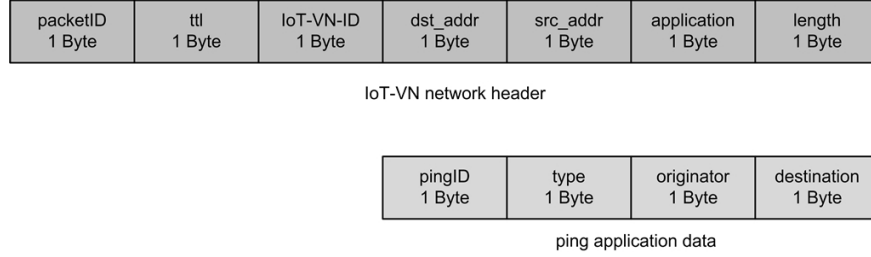 packetID ttl IoT-VN-ID dst_addr src_addr application length
1 Byte 1 Byte 1 Byte 1 Byte 1 Byte 1 Byte 1 Byte
IoT-VN network header
pingID type originator destination
1 Byte 1 Byte 1 Byte 1 Byte
ping application data